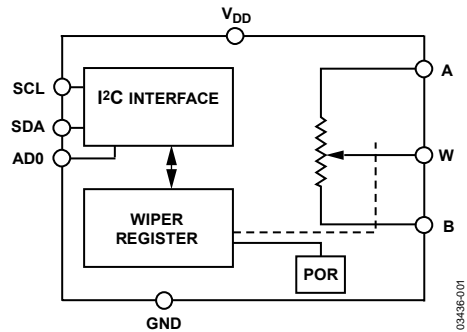 VDD
SCL
SDA
AD0
I2C INTERFACE
WIPER
REGISTER
POR
A
W
B
GND
03436-001